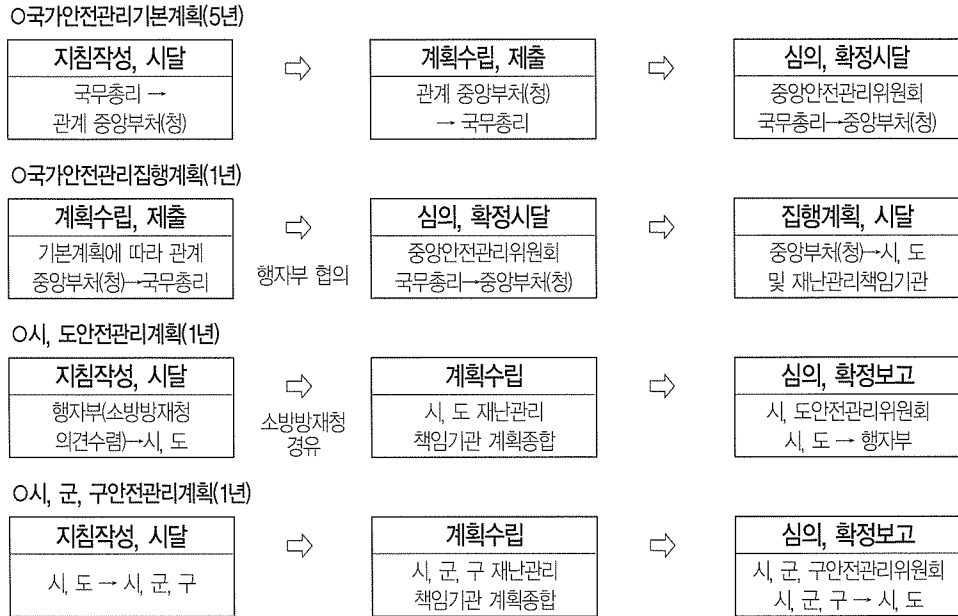 ○국가안전관리기본계획(5년)
지침작성, 시달
국무총리 →
관계 중앙부처(청)
⇨
계획수립, 제출
관계 중앙부처(청)
→ 국무총리
⇨
심의, 확정시달
중앙안전관리위원회
국무총리→중앙부처(청)
○국가안전관리집행계획(1년)
계획수립, 제출
기본계획에 따라 관계
중앙부처(청)→국무총리
⇨
행자부 협의
심의, 확정시달
중앙안전관리위원회
국무총리→중앙부처(청)
⇨
집행계획, 시달
중앙부처(청)→시, 도
및 재난관리책임기관
○시, 도안전관리계획(1년)
지침작성, 시달
행자부(소방방재청
의견수렴)→시, 도
⇨
소방방재청
경유
계획수립
시, 도 재난관리
책임기관 계획종합
⇨
심의, 확정보고
시, 도안전관리위원회
시, 도 → 행자부
○시, 군, 구안전관리계획(1년)
지침작성, 시달
시, 도 → 시, 군, 구
⇨
계획수립
시, 군, 구 재난관리
책임기관 계획종합
⇨
심의, 확정보고
시, 군, 구안전관리위원회
시, 군, 구 → 시, 도